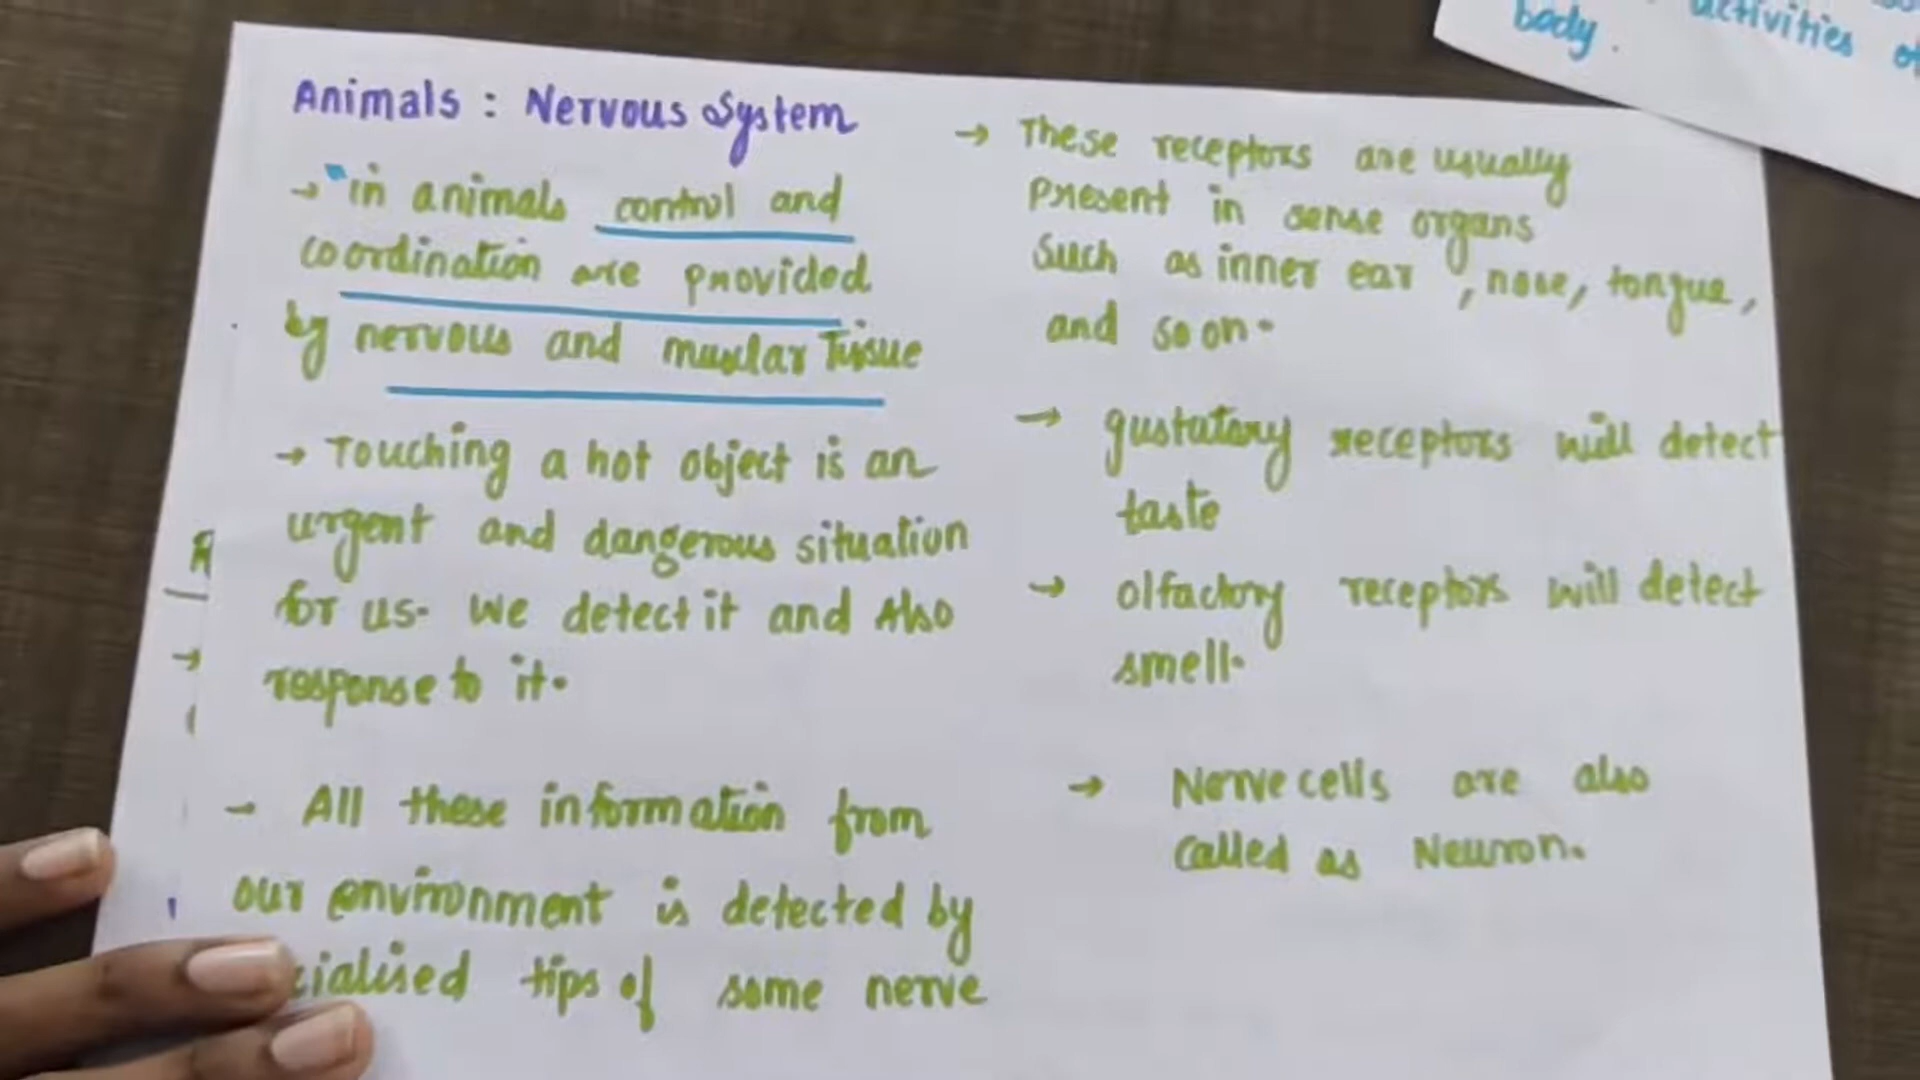 Animals : Nervous System
→ in animals control and
coordination are provided
by nervous and muslar Tissue
→ Touching a hot object is an
urgent and dangerous situation
for us. We detect it and Also
response to it.
→ All these information from
our environment is detected by
cialised tips of some nerve
→ These receptors are usually
Present in sense organs
Such as inner ear, nose, tongue,
and so on.
→ gustatory receptors will detect
taste
→ olfactory receptors will detect
smell.
→ Nerve cells are also
called as Neuron.
activities of
body.